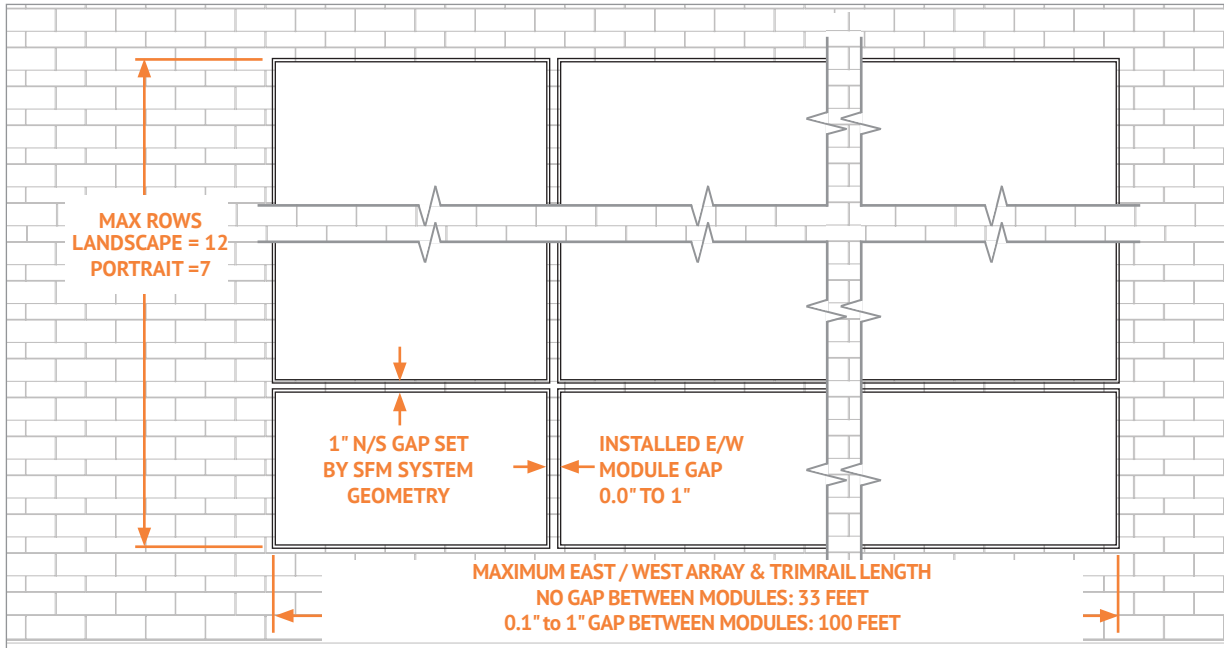 MAX ROWS
LANDSCAPE = 12
PORTRAIT =7
1" N/S GAP SET
BY SFM SYSTEM
GEOMETRY
INSTALLED E/W
MODULE GAP
0.0" TO 1"
MAXIMUM EAST / WEST ARRAY & TRIMRAIL LENGTH
NO GAP BETWEEN MODULES: 33 FEET
0.1" to 1" GAP BETWEEN MODULES: 100 FEET